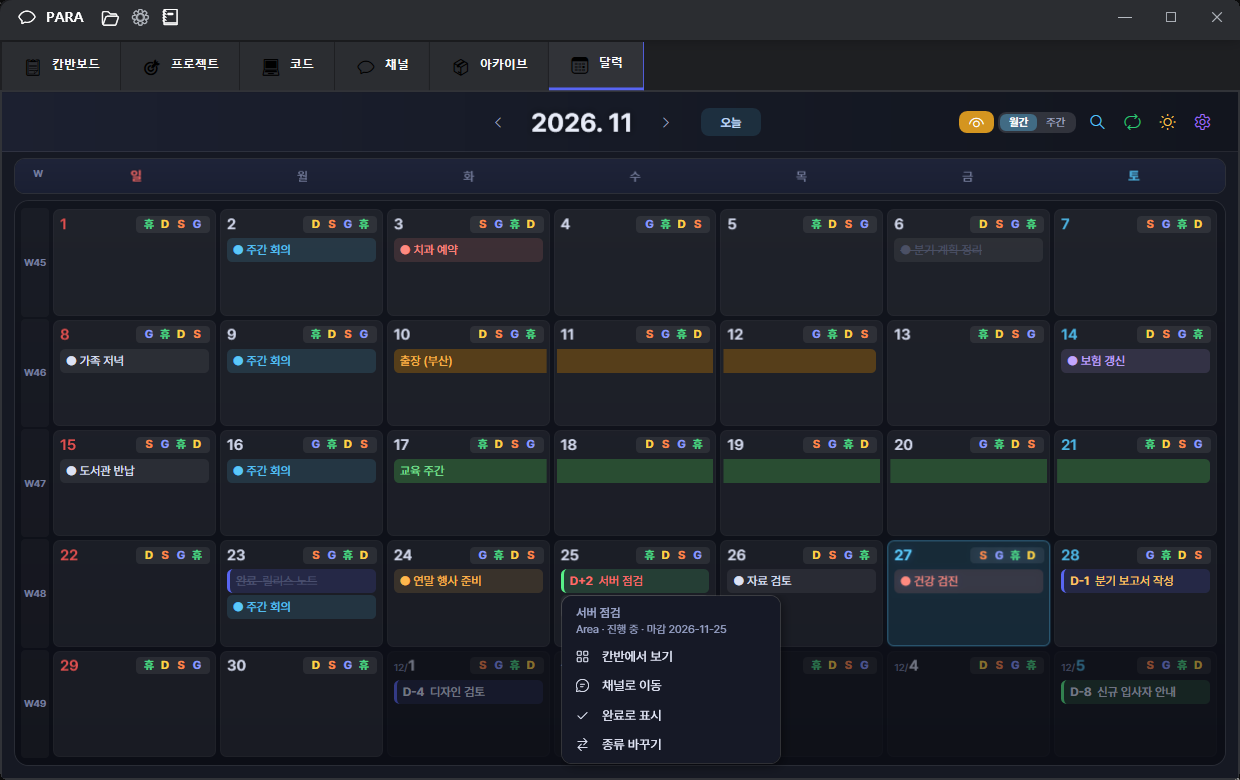 PARA
칸반보드 프로젝트 코드 채널 아카이브 달력
2026. 11 오늘 월간 주간
W 일 월 화 수 목 금 토
1 휴 D S G 2 D S G 휴 3 S G 휴 D 4 G 휴 D S 5 휴 D S G 6 D S G 휴 7 S G 휴 D
주간 회의 치과 예약 분기 계획 정리
W45
8 G 휴 D S 9 휴 D S G 10 D S G 휴 11 S G 휴 D 12 G 휴 D S 13 휴 D S G 14 D S G 휴
가족 저녁 주간 회의 출장 (부산) 보험 갱신
W46
15 S G 휴 D 16 G 휴 D S 17 휴 D S G 18 D S G 휴 19 S G 휴 D 20 G 휴 D S 21 휴 D S G
도서관 반납 주간 회의 교육 주간
W47
22 D S G 휴 23 S G 휴 D 24 G 휴 D S 25 휴 D S G 26 D S G 휴 27 S G 휴 D 28 G 휴 D S
완료 릴리스 노트 연말 행사 준비 D+2 서버 점검 자료 검토 건강 검진 D-1 분기 보고서 작성
W48
주간 회의
서버 점검
Area · 진행 중 · 마감 2026-11-25
칸반에서 보기
채널로 이동
완료로 표시
종류 바꾸기
29 휴 D S G 30 D S G 휴 12/1 S G 휴 D 휴 D S G 12/4 D S G 휴 12/5 S G 휴 D
D-4 디자인 검토 D-8 신규 입사자 안내
W49